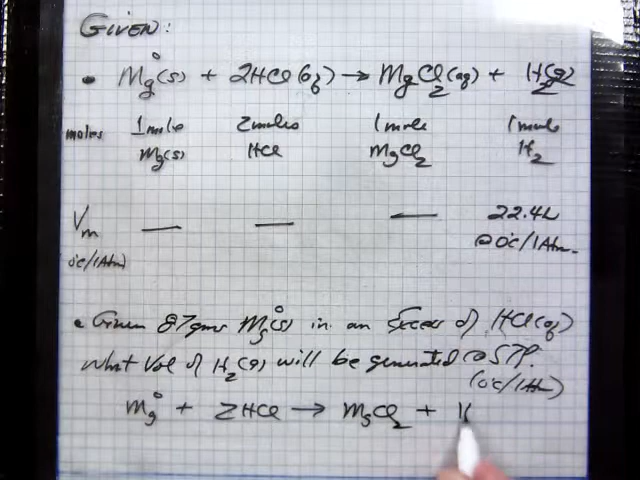 GIVEN:
• Mg°(s) + 2HCl(aq) → MgCl₂(aq) + H₂(g)
moles 1 mole 2 moles 1 mole 1 mole
Mg(s) HCl MgCl₂ H₂
Vm — — — 22.4L
0°C/1Atm) @0°C/1Atm.
• Given 87gms Mg°(s) in an Excess of HCl(aq)
What Vol of H₂(g) will be generated @ STP.
(0°C/1Atm)
Mg° + 2HCl → MgCl₂ + H